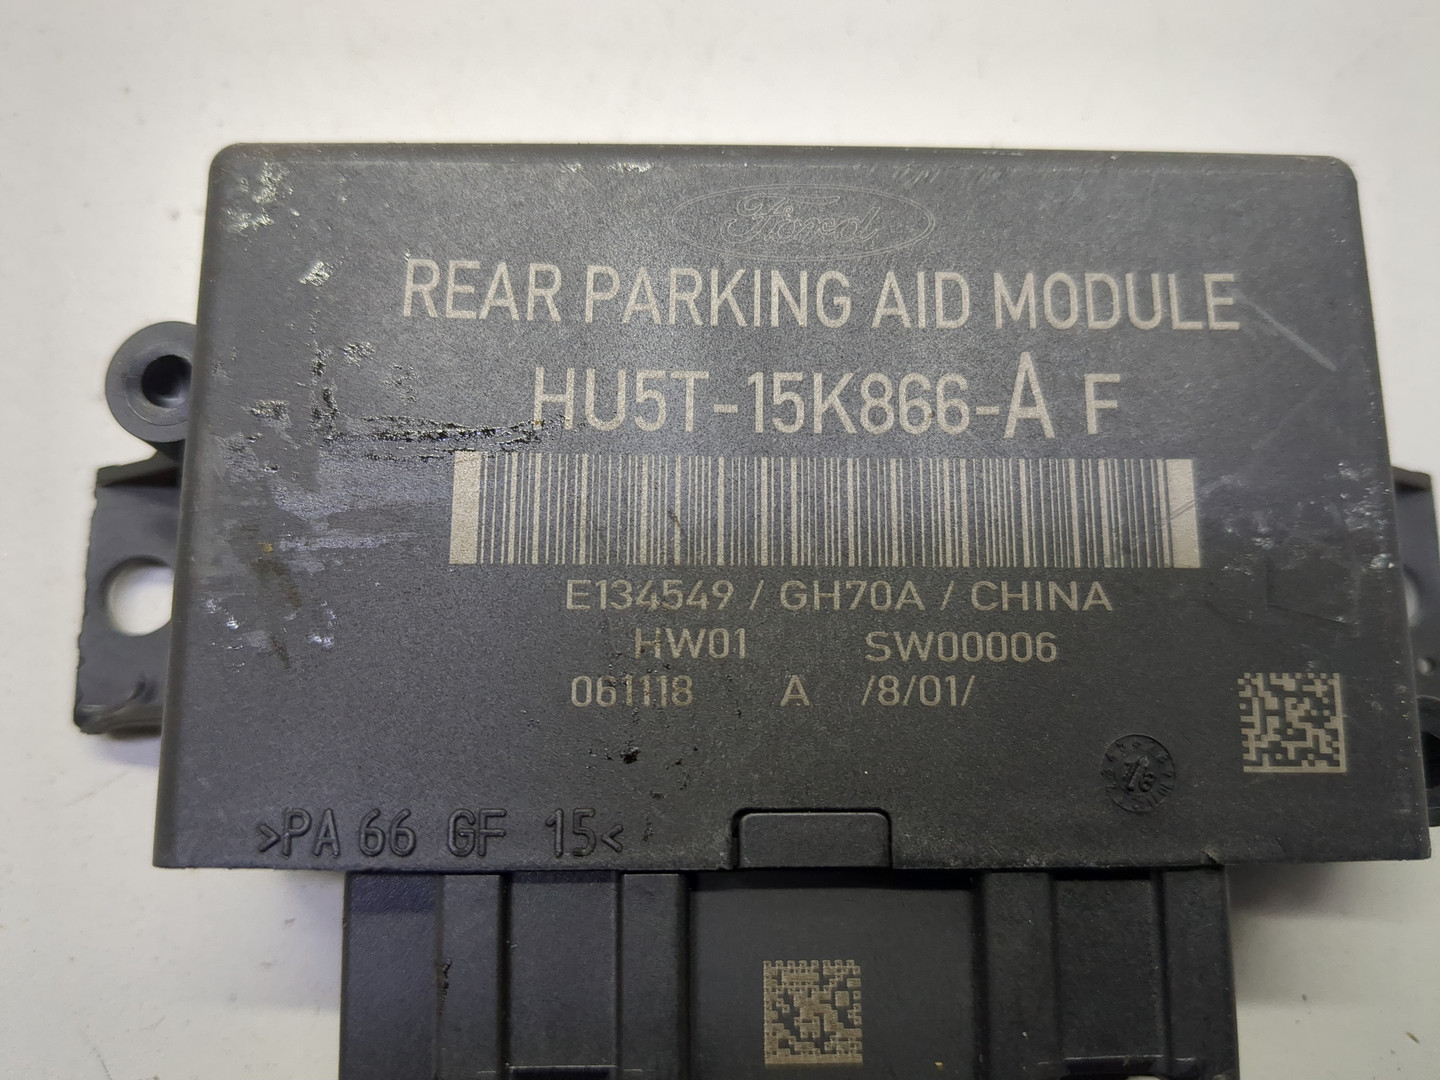 Ford
REAR PARKING AID MODULE
HU5T-15K866-A F
E134549 / GH70A / CHINA
HW01 SW00006
061118 A /8/01/
16
>PA 66 GF 15<